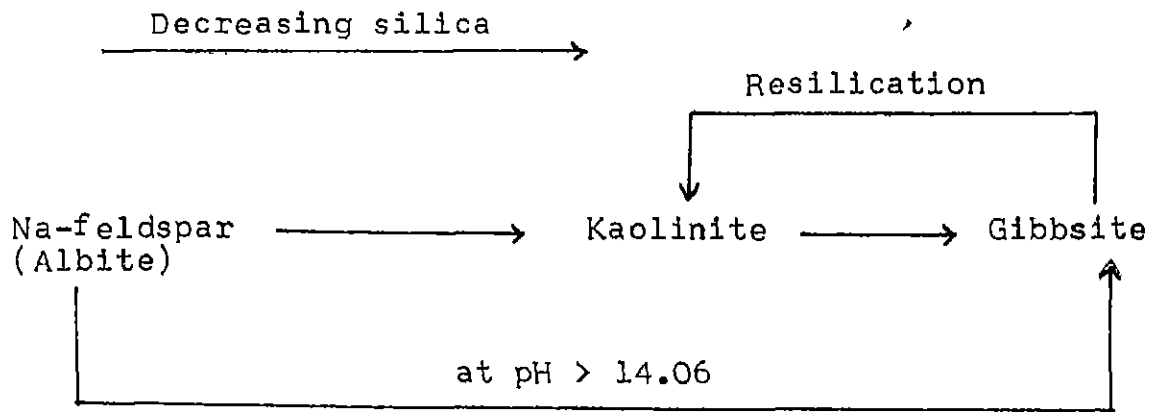 Decreasing silica
Resilication
Na-feldspar
(Albite)
Kaolinite
Gibbsite
at pH > 14.06